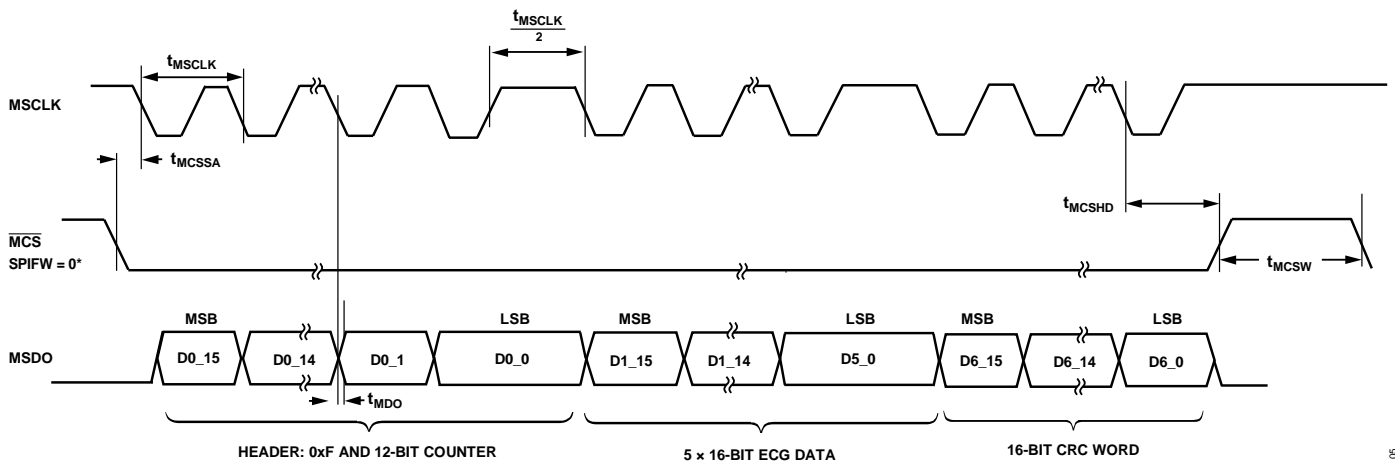 tMSCLK
2
tMSCLK
MSCLK
tMCSSA
tMCSHD
MCS
SPIFW = 0*
tMCSW
MSB LSB MSB LSB MSB LSB
MSDO D0_15 D0_14 D0_1 D0_0 D1_15 D1_14 D5_0 D6_15 D6_14 D6_0
tMDO
HEADER: 0xF AND 12-BIT COUNTER 5 × 16-BIT ECG DATA 16-BIT CRC WORD